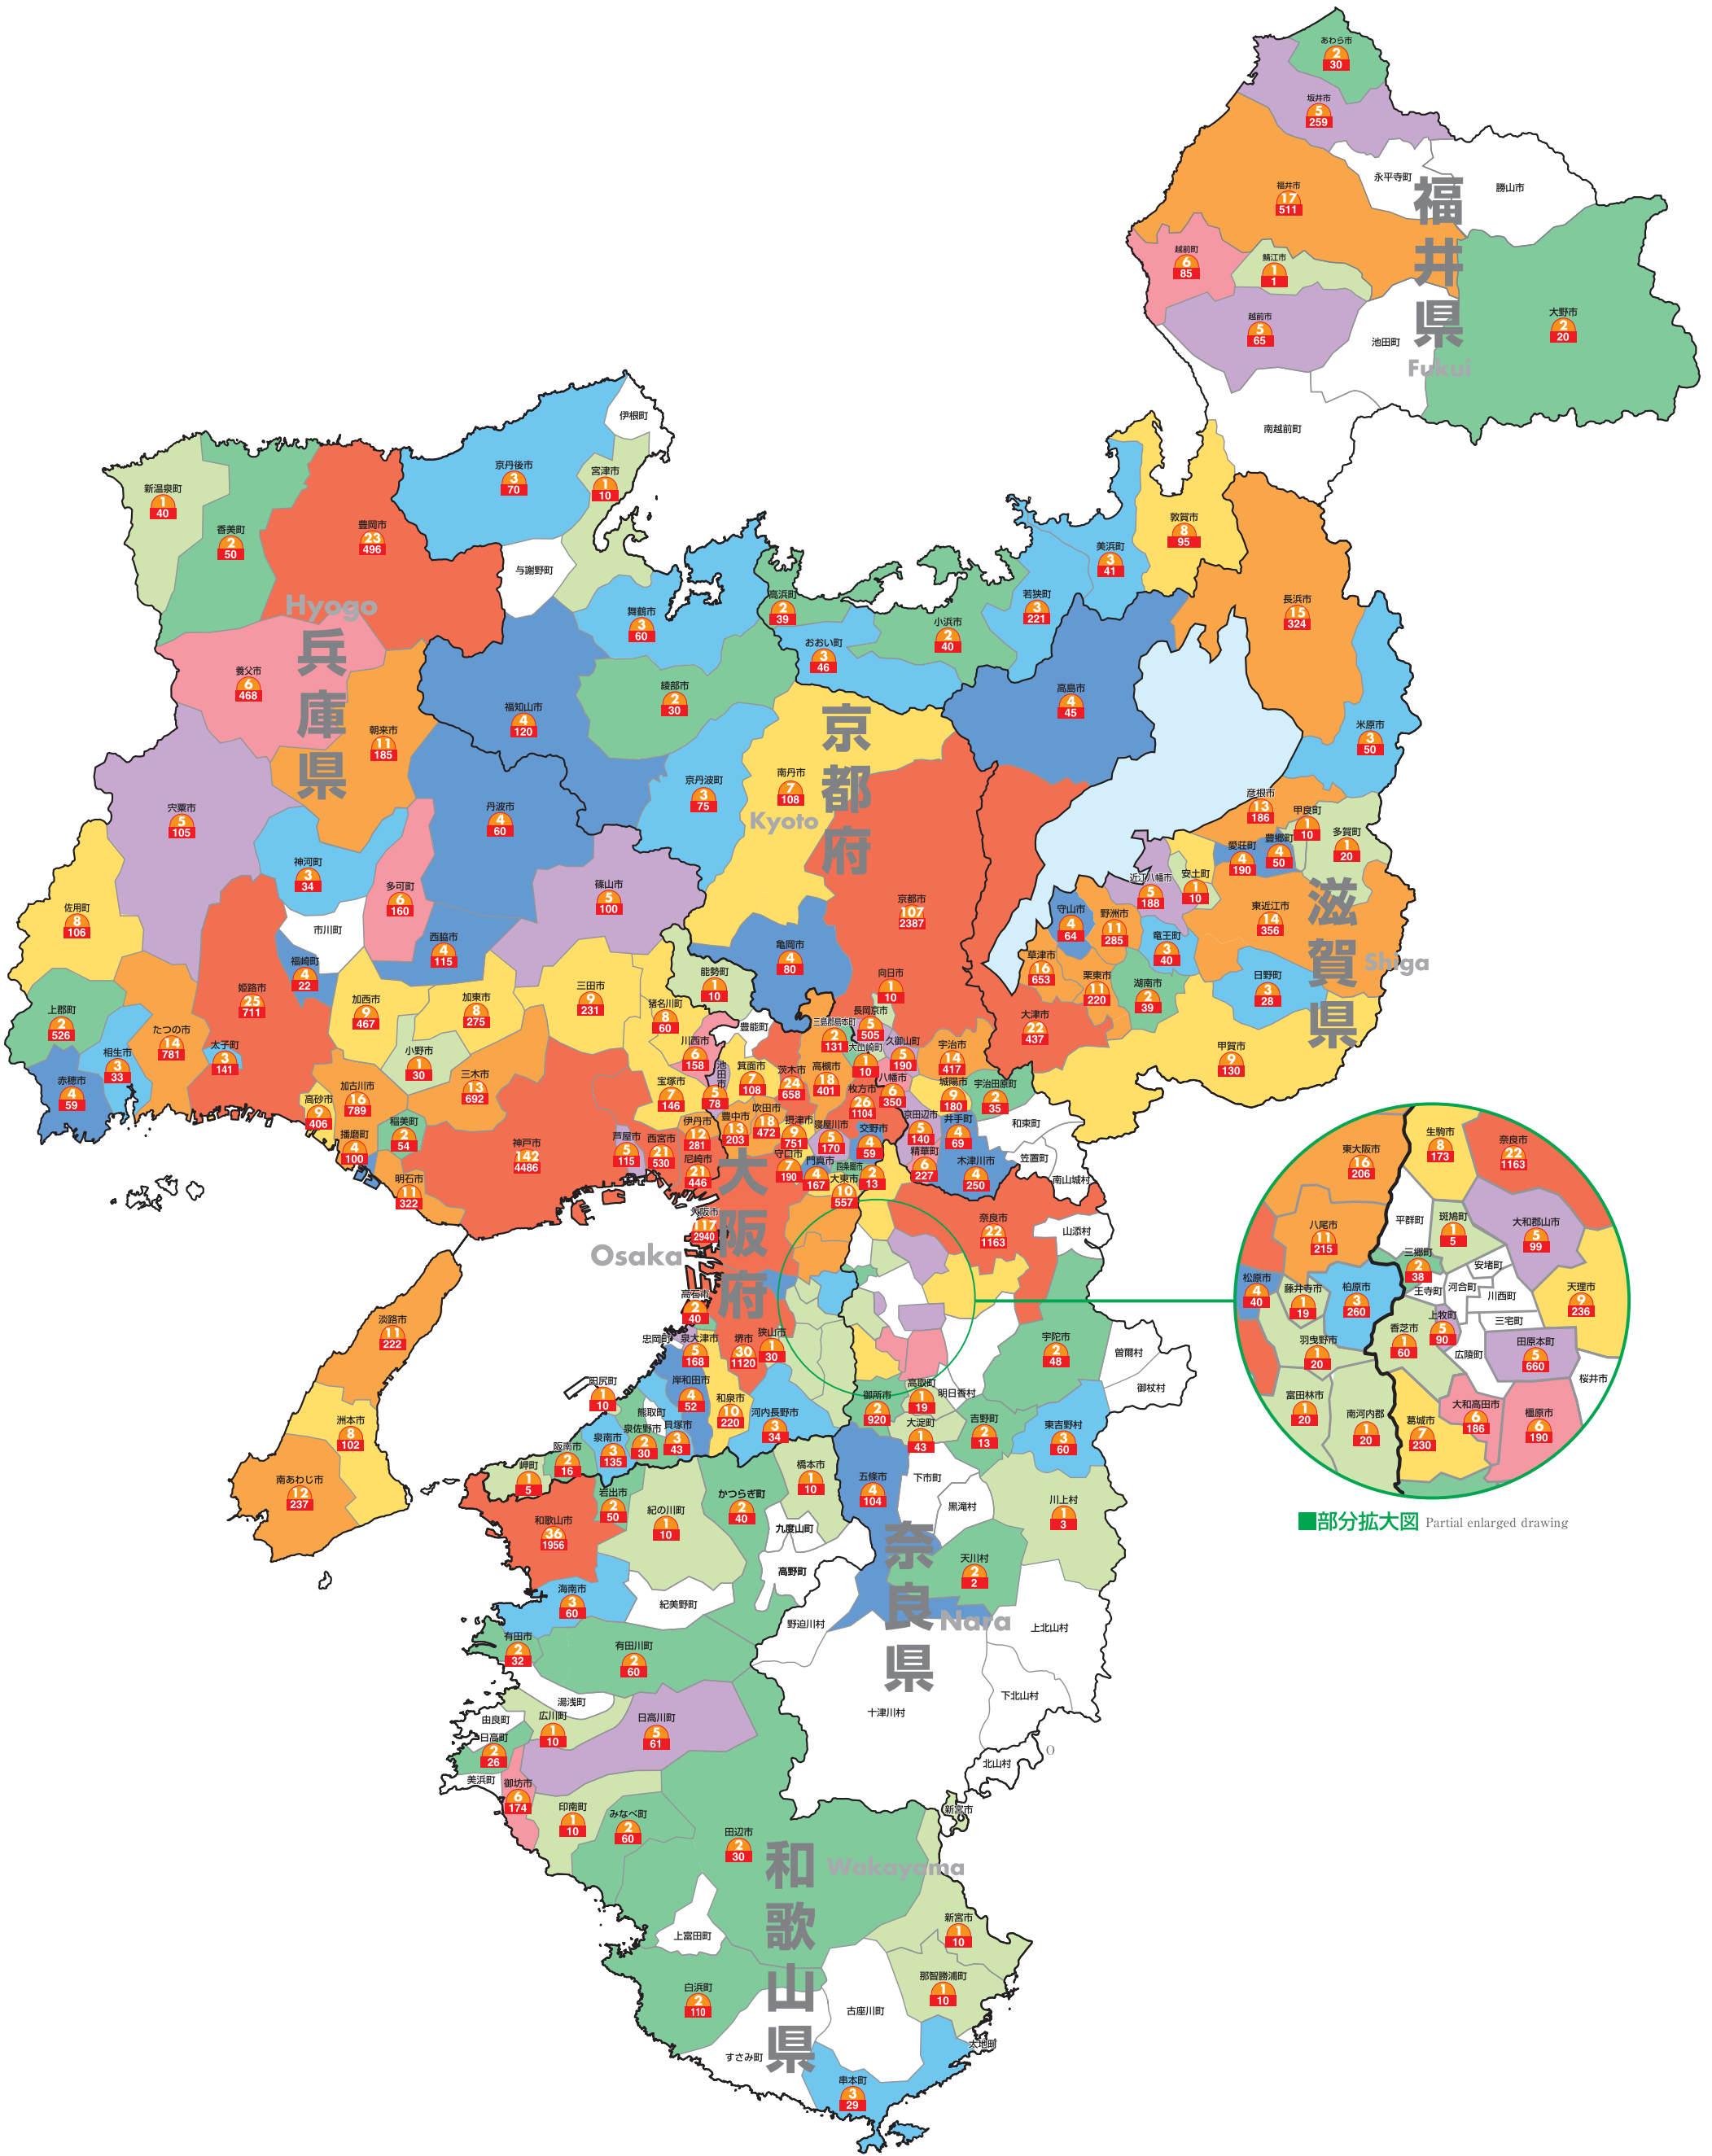 あわら市
2
30
坂井市
5
259
福井市
17
511
永平寺町
勝山市
越前町
6
85
鯖江市
1
1
越前市
5
65
池田町
大野市
2
20
南越前町
福井県
Fukui
敦賀市
8
95
美浜町
3
41
若狭町
3
221
小浜市
2
40
おおい町
3
46
高浜町
2
39
伊根町
京丹後市
3
70
宮津市
1
10
与謝野町
舞鶴市
3
60
綾部市
2
30
福知山市
4
120
京丹波町
3
75
南丹市
7
108
京都府
Kyoto
京都市
107
2387
亀岡市
4
80
向日市
1
10
長岡京市
5
505
大山崎町
1
10
久御山町
5
190
宇治市
14
417
城陽市
9
180
宇治田原町
2
35
八幡市
6
350
京田辺市
5
140
井手町
4
69
精華町
6
227
木津川市
4
250
和束町
笠置町
南山城村
新温泉町
1
40
香美町
2
50
豊岡市
23
496
Hyogo
兵庫県
養父市
6
468
朝来市
11
185
宍粟市
5
105
神河町
3
34
多可町
6
160
丹波市
4
60
篠山市
5
100
佐用町
8
106
市川町
福崎町
4
22
西脇市
4
115
姫路市
25
711
加西市
9
467
加東市
8
275
三田市
9
231
猪名川町
8
60
川西市
6
158
上郡町
2
526
赤穂市
4
59
相生市
3
33
たつの市
14
781
太子町
3
141
小野市
1
30
三木市
13
692
加古川市
16
789
高砂市
9
406
播磨町
4
100
稲美町
2
54
明石市
11
322
神戸市
142
4486
宝塚市
7
146
伊丹市
12
281
芦屋市
5
115
西宮市
21
530
尼崎市
21
446
淡路市
11
222
洲本市
8
102
南あわじ市
12
237
長浜市
15
324
高島市
4
45
米原市
3
50
彦根市
13
186
甲良町
1
10
豊郷町
4
50
愛荘町
4
190
多賀町
1
20
近江八幡市
5
188
安土町
1
10
東近江市
14
356
守山市
4
64
野洲市
11
285
竜王町
3
40
草津市
16
653
栗東市
11
220
湖南市
2
39
日野町
3
28
大津市
22
437
甲賀市
9
130
滋賀県
Shiga
能勢町
1
10
豊能町
池田市
5
78
箕面市
7
108
茨木市
24
658
高槻市
18
401
三島郡島本町
2
131
枚方市
26
1104
豊中市
13
203
吹田市
18
472
摂津市
9
751
寝屋川市
5
170
交野市
4
59
守口市
7
190
門真市
4
167
四条畷市
2
13
大東市
10
557
大阪市
117
2940
大阪府
Osaka
高石市
2
40
忠岡町
泉大津市
5
168
堺市
30
1120
狭山市
1
30
岸和田市
4
52
和泉市
10
220
河内長野市
3
34
田尻町
1
10
熊取町
貝塚市
3
43
泉佐野市
2
30
泉南市
3
135
阪南市
2
16
岬町
1
5
奈良市
22
1163
山添村
宇陀市
2
48
曽爾村
御杖村
御所市
2
920
高取町
1
19
明日香村
大淀町
1
43
吉野町
2
13
東吉野村
3
60
五條市
4
104
下市町
黒滝村
川上村
1
3
天川村
2
2
奈良県
Nara
野迫川村
上北山村
下北山村
十津川村
和歌山市
36
1956
岩出市
2
50
紀の川町
1
10
かつらぎ町
2
40
橋本市
1
10
九度山町
高野町
海南市
3
60
紀美野町
有田市
2
32
有田川町
2
60
湯浅町
広川町
1
10
由良町
日高町
2
26
日高川町
5
61
美浜町
御坊市
6
174
印南町
1
10
みなべ町
2
60
田辺市
2
30
北山村
O
新宮市
和歌山県
Wakayama
上富田町
白浜町
2
110
新宮市
1
10
那智勝浦町
1
10
古座川町
太地町
すさみ町
串本町
3
29
東大阪市
16
206
生駒市
8
173
奈良市
22
1163
八尾市
11
215
平群町
斑鳩町
1
5
大和郡山市
5
99
三郷町
2
38
安堵町
松原市
4
40
藤井寺市
1
19
柏原市
3
260
王寺町
河合町
川西町
天理市
9
236
三宅町
羽曳野市
1
20
香芝市
1
60
上牧町
5
90
広陵町
田原本町
5
660
桜井市
富田林市
1
20
南河内郡
1
20
葛城市
7
230
大和高田市
6
186
橿原市
6
190
■部分拡大図 Partial enlarged drawing